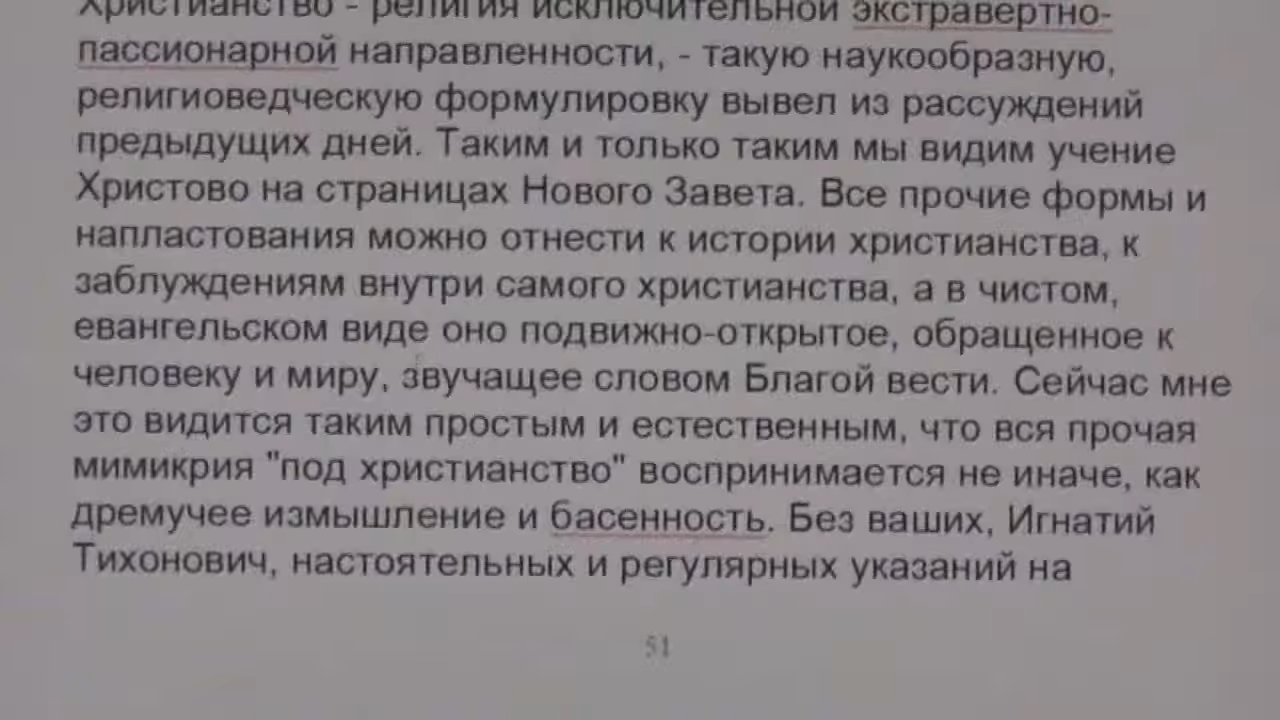 Христианство - религия исключительной экстравертно-
пассионарной направленности, - такую наукообразную,
религиоведческую формулировку вывел из рассуждений
предыдущих дней. Таким и только таким мы видим учение
Христово на страницах Нового Завета. Все прочие формы и
напластования можно отнести к истории христианства, к
заблуждениям внутри самого христианства, а в чистом,
евангельском виде оно подвижно-открытое, обращенное к
человеку и миру, звучащее словом Благой вести. Сейчас мне
это видится таким простым и естественным, что вся прочая
мимикрия "под христианство" воспринимается не иначе, как
дремучее измышление и басенность. Без ваших, Игнатий
Тихонович, настоятельных и регулярных указаний на
51